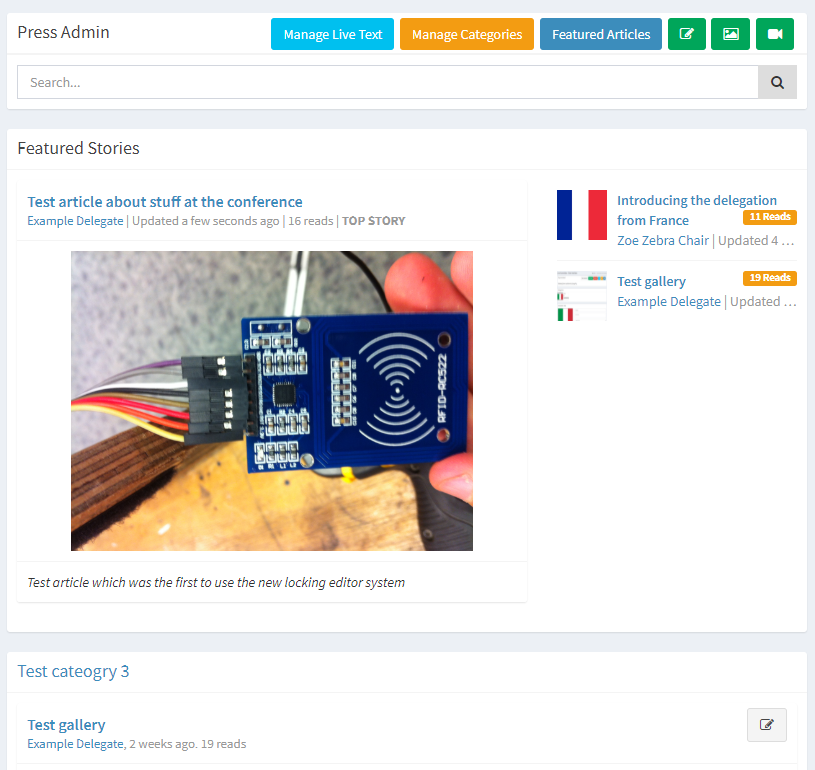 Press Admin
Manage Live Text
Manage Categories
Featured Articles
Search...
Featured Stories
Test article about stuff at the conference
Example Delegate | Updated a few seconds ago | 16 reads | TOP STORY
RFID-RC522
Test article which was the first to use the new locking editor system
Introducing the delegation
from France
11 Reads
Zoe Zebra Chair | Updated 4 ...
Test gallery
19 Reads
Example Delegate | Updated ...
Test cateogry 3
Test gallery
Example Delegate, 2 weeks ago. 19 reads